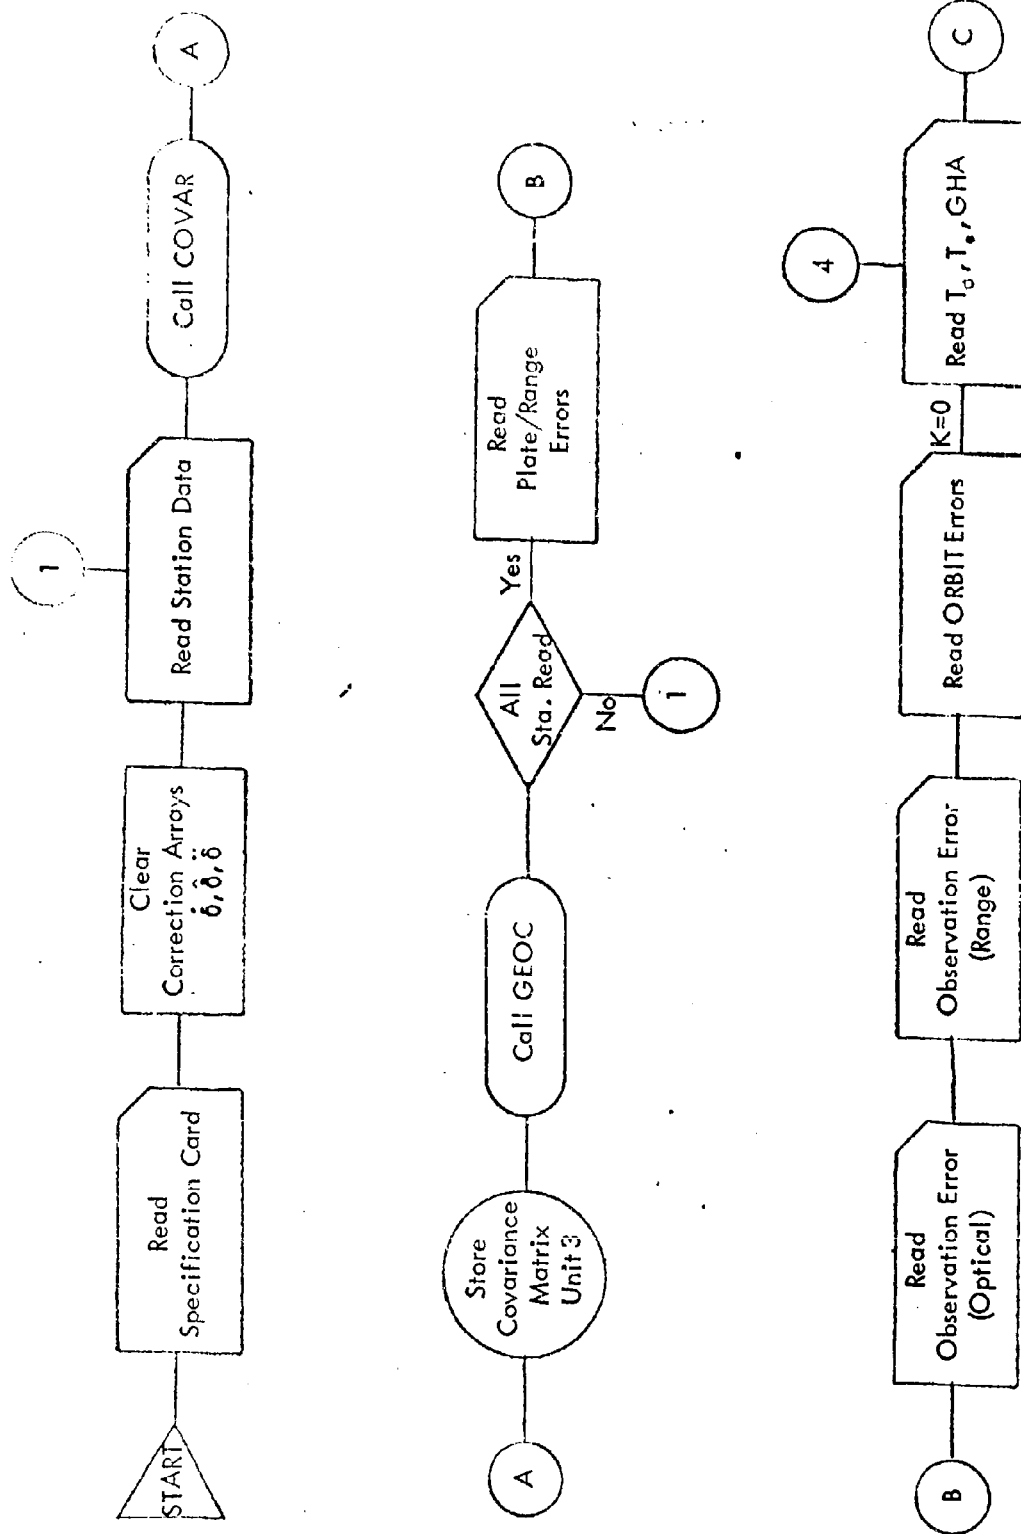 START
Read
Specification Card
Clear
Correction Arrays
δ̇, δ̂, δ̈
1
Read Station Data
Call COVAR
A
A
Store
Covariance
Matrix
Unit 3
Call GEOC
All
Sta. Read
No
1
Yes
Read
Plate/Range
Errors
B
B
Read
Observation Error
(Optical)
Read
Observation Error
(Range)
Read ORBIT Errors
K=0
4
Read T , T , GHA
C